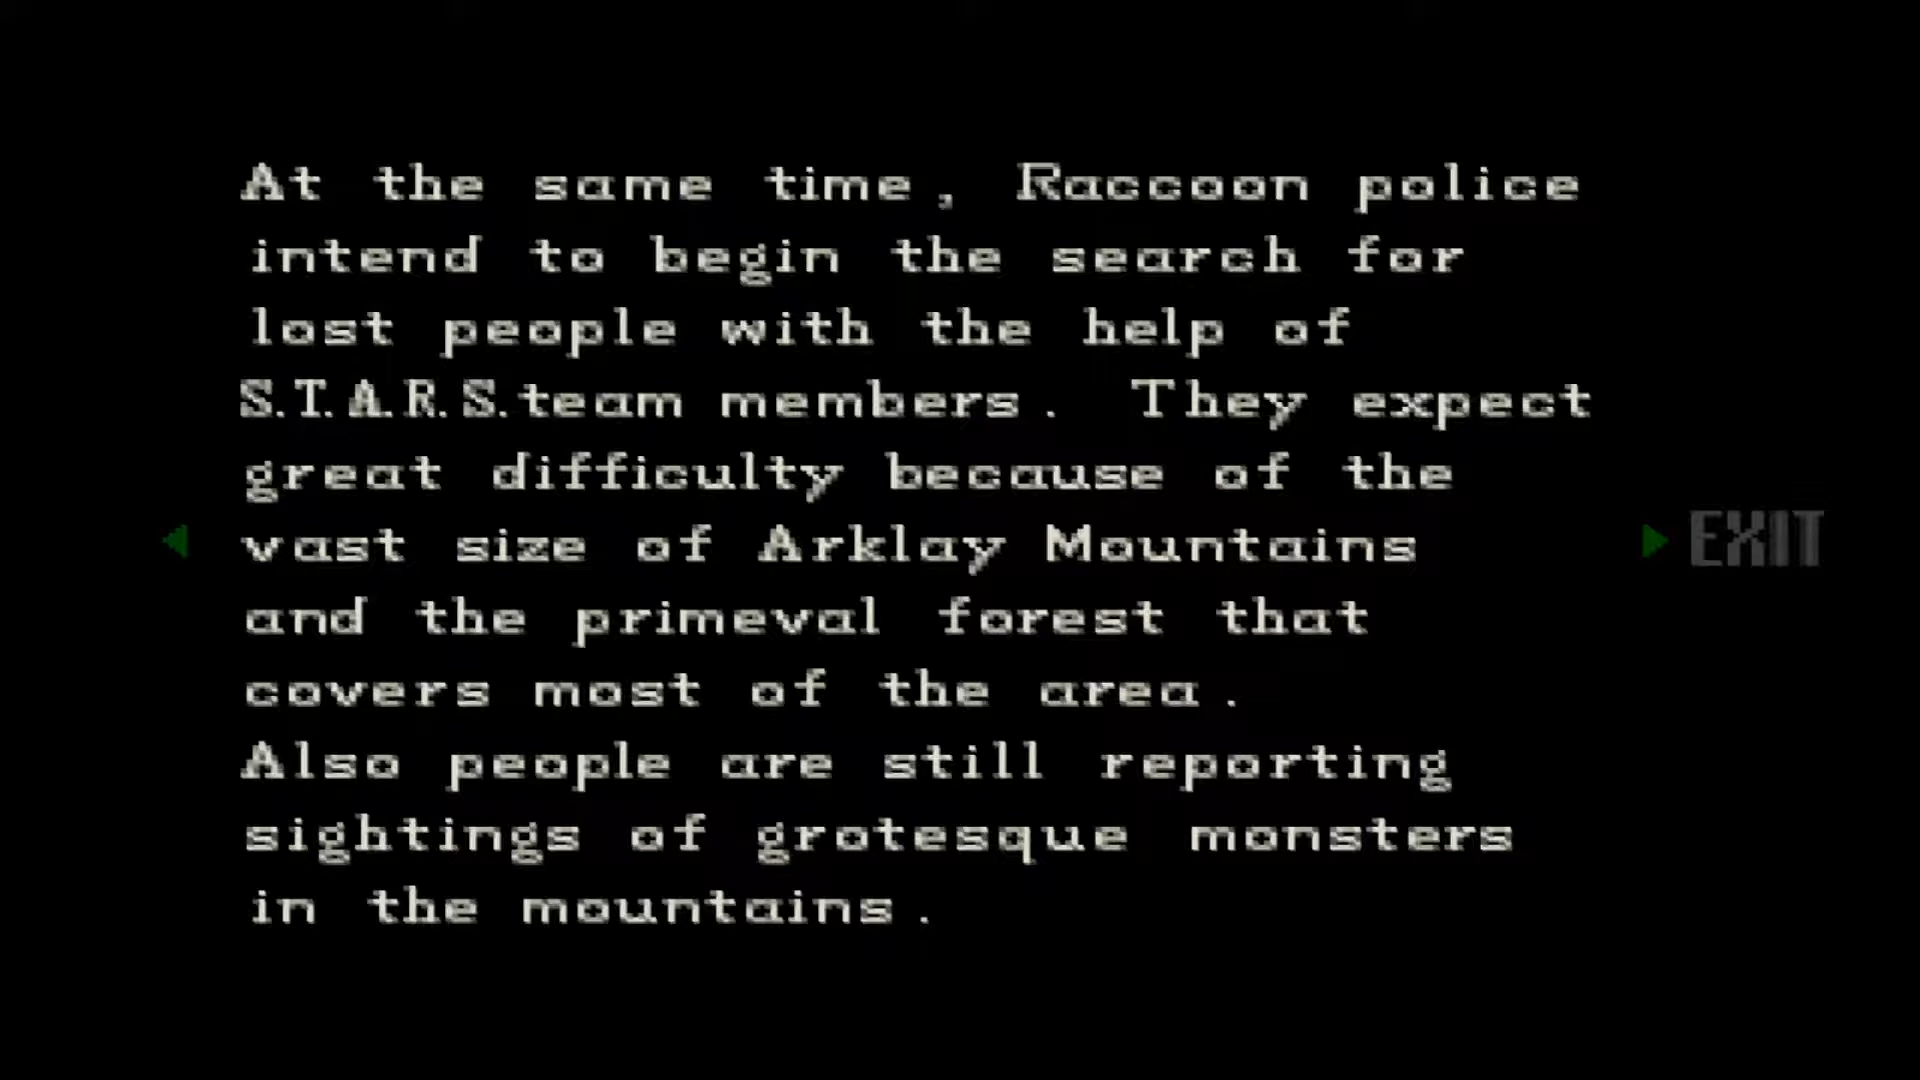 At the same time, Raccoon police
intend to begin the search for
lost people with the help of
S.T.A.R.S.team members. They expect
great difficulty because of the
vast size of Arklay Mountains
and the primeval forest that
covers most of the area.
Also people are still reporting
sightings of grotesque monsters
in the mountains.
EXIT